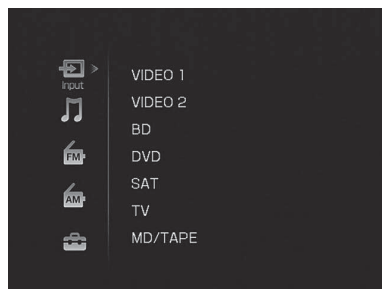 Input
VIDEO 1
VIDEO 2
BD
FM
DVD
SAT
AM
TV
MD/TAPE